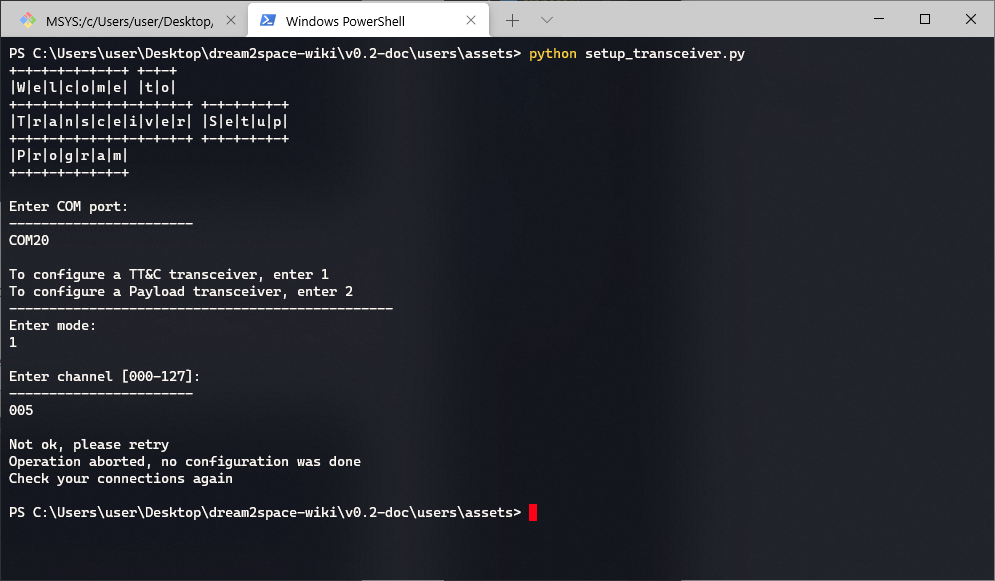 MSYS:/c/Users/user/Desktop,
Windows PowerShell
PS C:\Users\user\Desktop\dream2space-wiki\v0.2-doc\users\assets> python setup_transceiver.py
+-+-+-+-+-+-+-+ +-+-+
|W|e|l|c|o|m|e| |t|o|
+-+-+-+-+-+-+-+-+-+-+-+ +-+-+-+-+-+
|T|r|a|n|s|c|e|i|v|e|r| |S|e|t|u|p|
+-+-+-+-+-+-+-+-+-+-+-+ +-+-+-+-+-+
|P|r|o|g|r|a|m|
+-+-+-+-+-+-+-+
Enter COM port:
-----------------------
COM20
To configure a TT&C transceiver, enter 1
To configure a Payload transceiver, enter 2
------------------------------------------------
Enter mode:
1
Enter channel [000-127]:
-----------------------
005
Not ok, please retry
Operation aborted, no configuration was done
Check your connections again
PS C:\Users\user\Desktop\dream2space-wiki\v0.2-doc\users\assets>